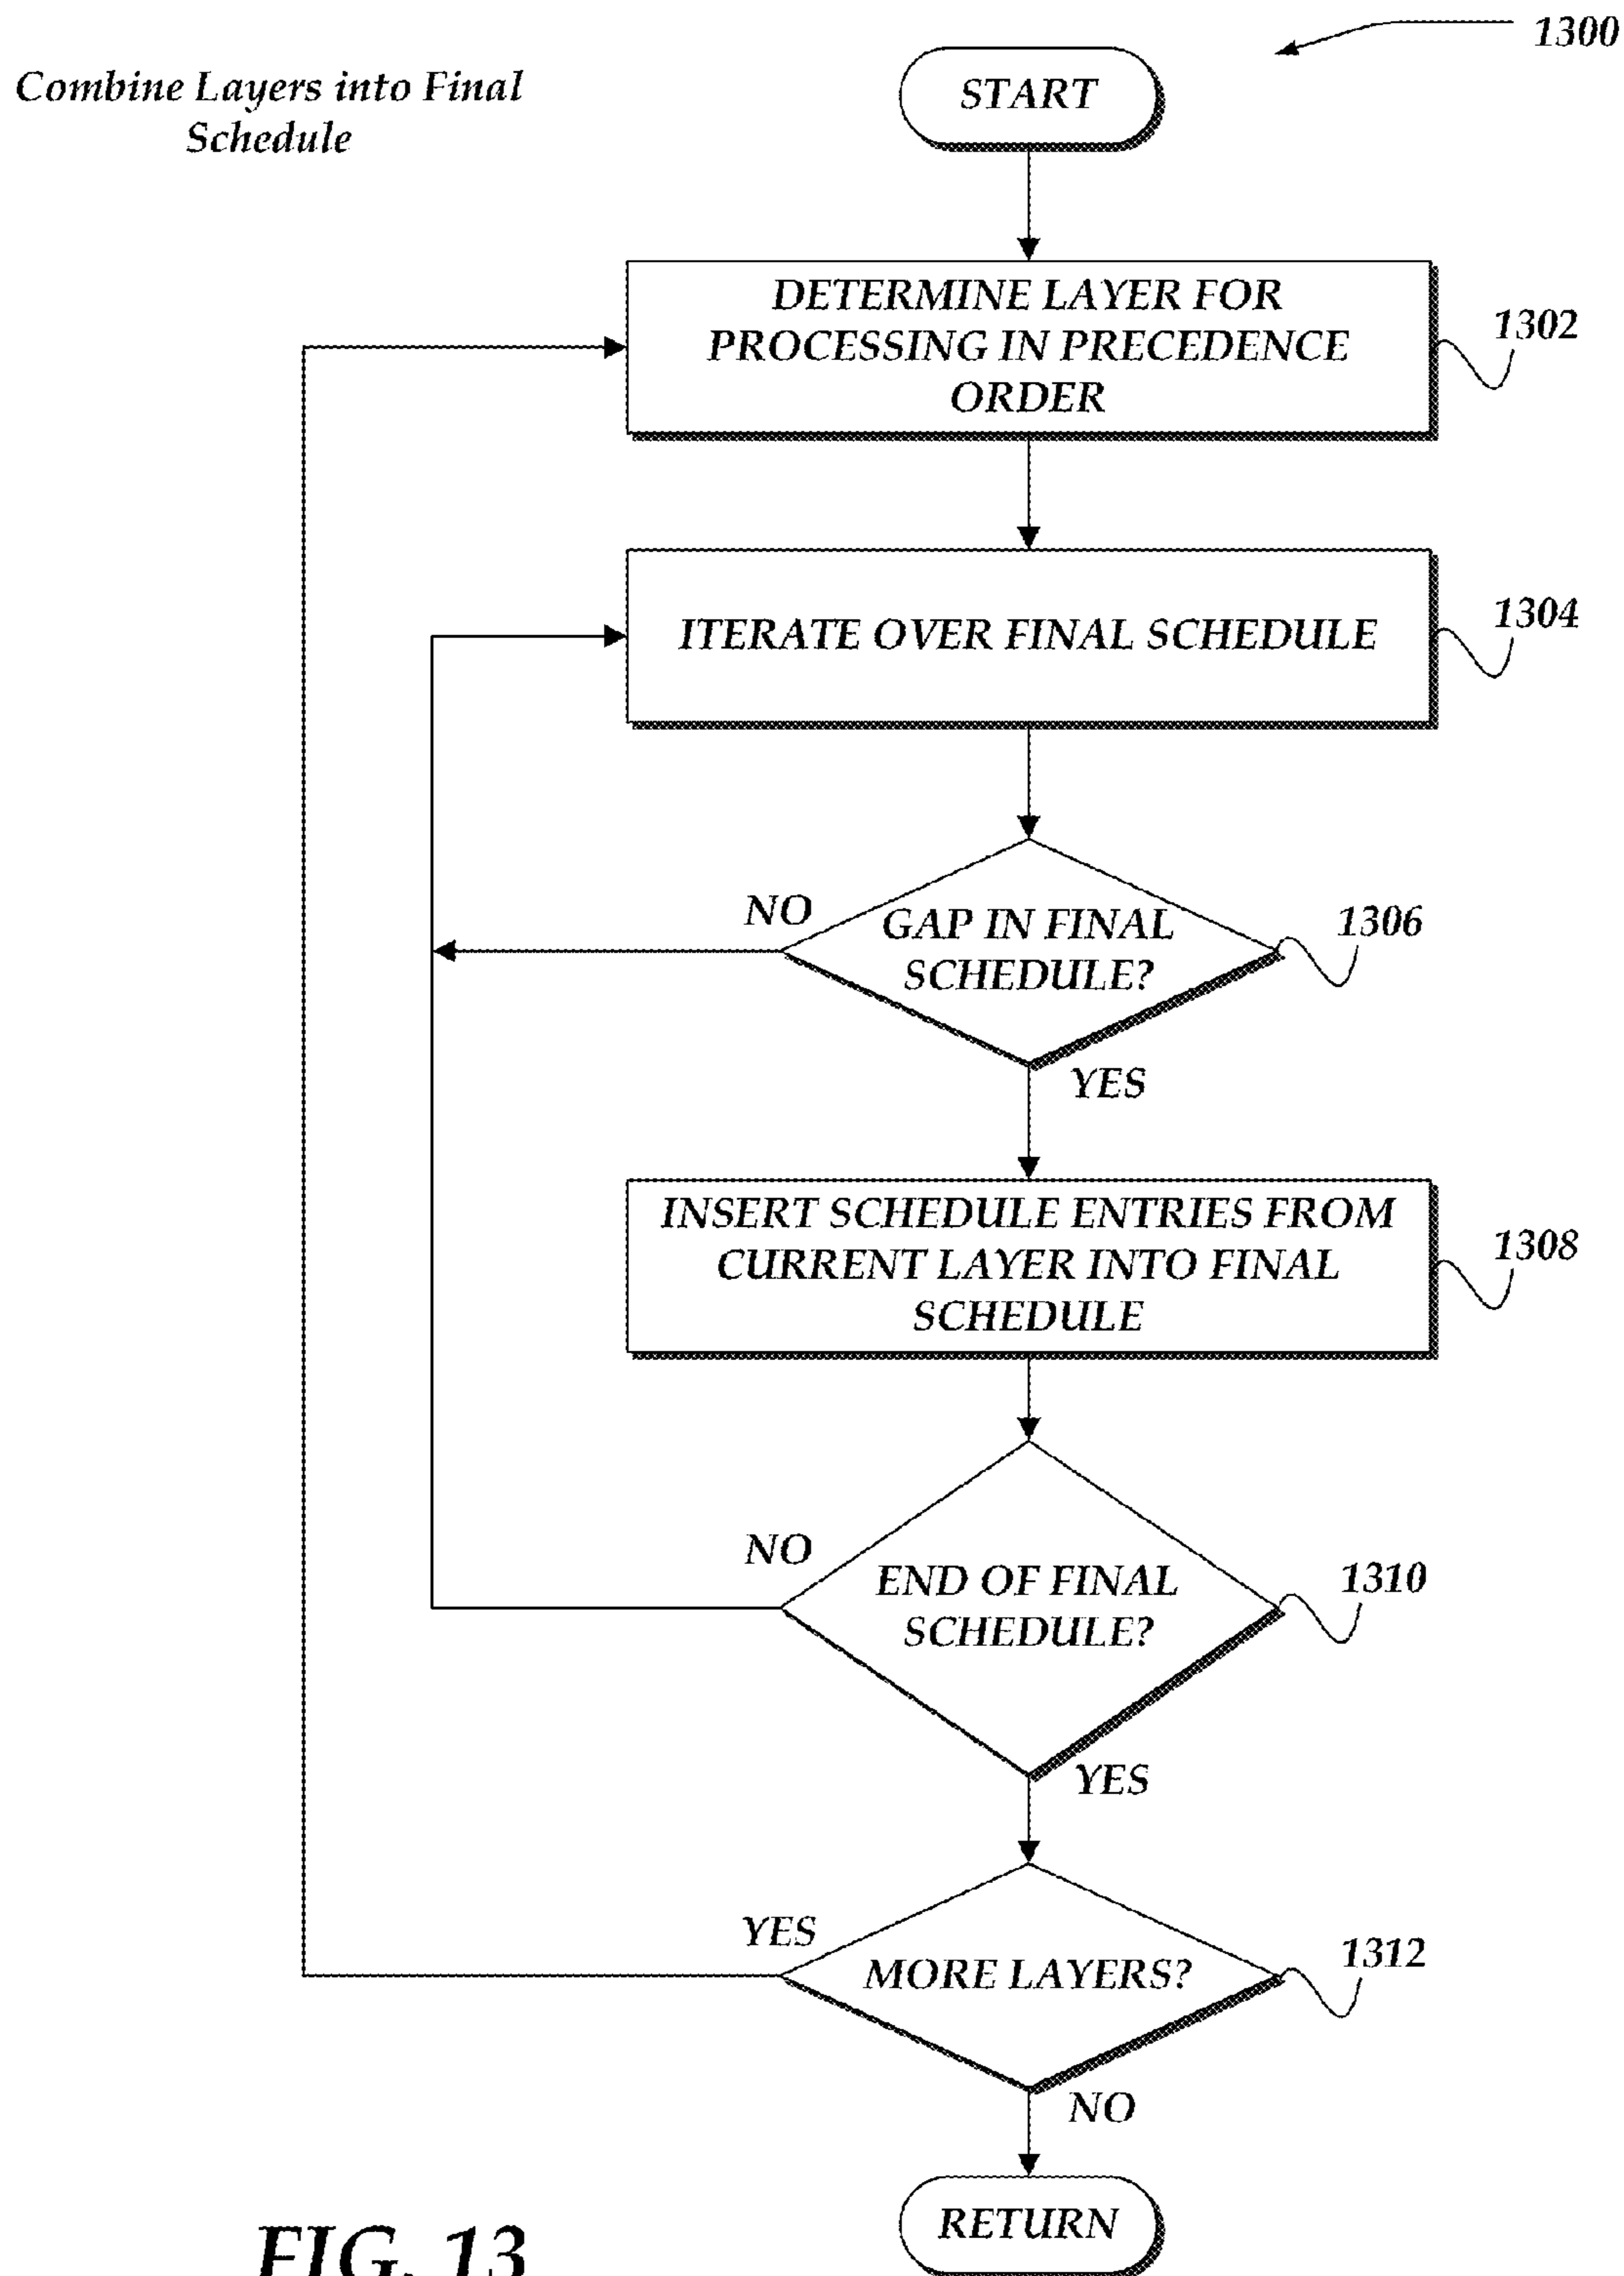 1300
Combine Layers into Final
Schedule
START
DETERMINE LAYER FOR
PROCESSING IN PRECEDENCE
ORDER
1302
ITERATE OVER FINAL SCHEDULE
1304
NO
GAP IN FINAL
SCHEDULE?
1306
YES
INSERT SCHEDULE ENTRIES FROM
CURRENT LAYER INTO FINAL
SCHEDULE
1308
NO
END OF FINAL
SCHEDULE?
1310
YES
YES
MORE LAYERS?
1312
NO
RETURN
FIG. 13